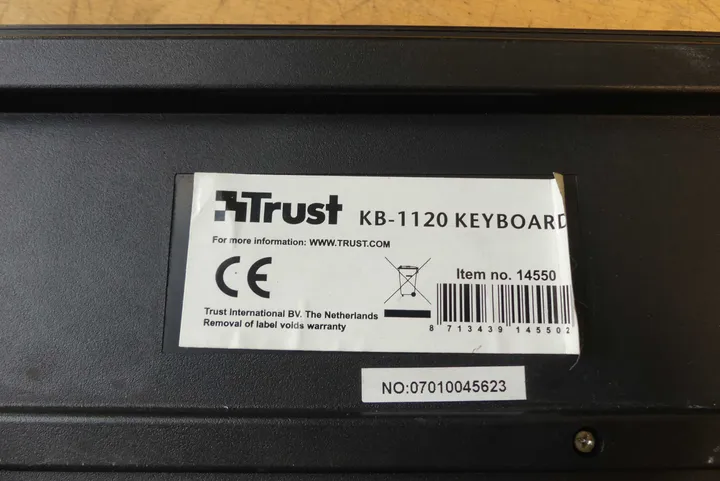 Trust KB-1120 KEYBOARD
For more information: WWW.TRUST.COM
CE
Item no. 14550
8 713439 145502
Trust International BV. The Netherlands
Removal of label voids warranty
NO:07010045623